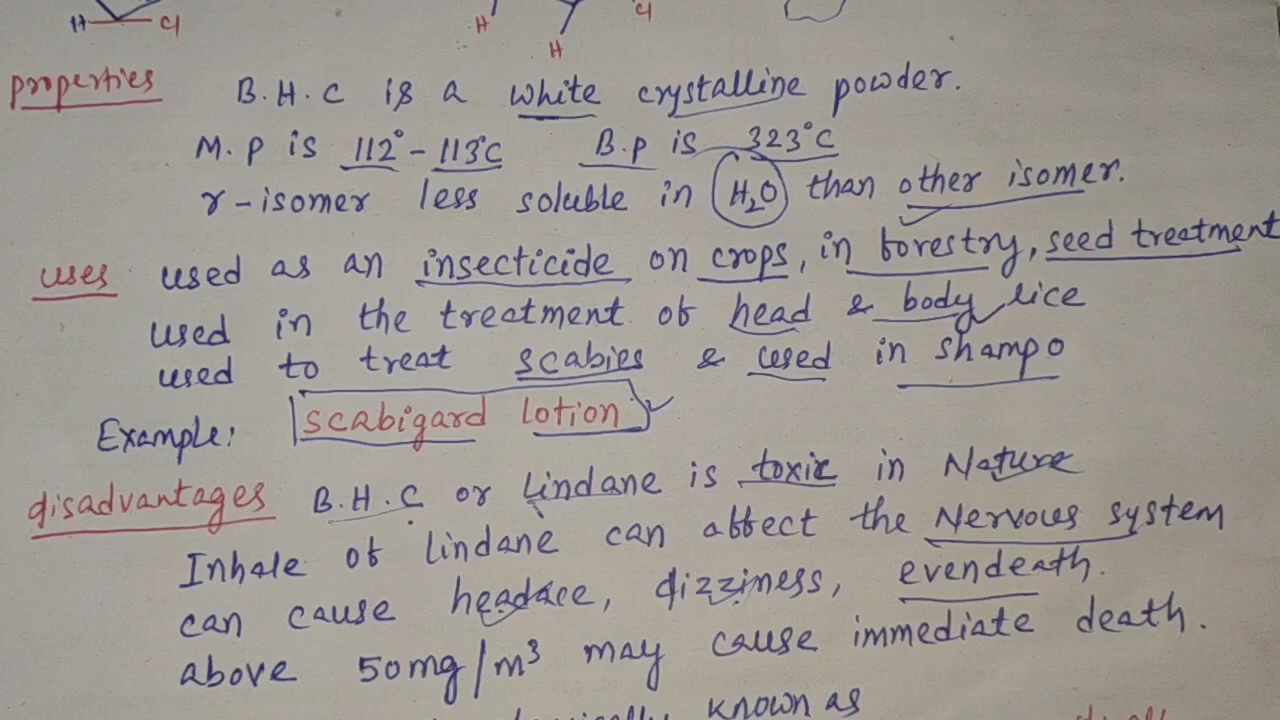 H Cl H Cl
H
properties B.H.C is a white crystalline powder.
M.p is 112° - 113°C B.p is 323°C
γ-isomer less soluble in H₂O than other isomer.
uses used as an insecticide on crops, in forestry, seed treatment
used in the treatment of head & body lice
used to treat scabies & used in shampo
Example: scabigard lotion
disadvantages B.H.C or Lindane is toxic in Nature
Inhale of lindane can affect the Nervous system
can cause headace, dizziness, evendeath.
above 50mg/m³ may cause immediate death.
known as